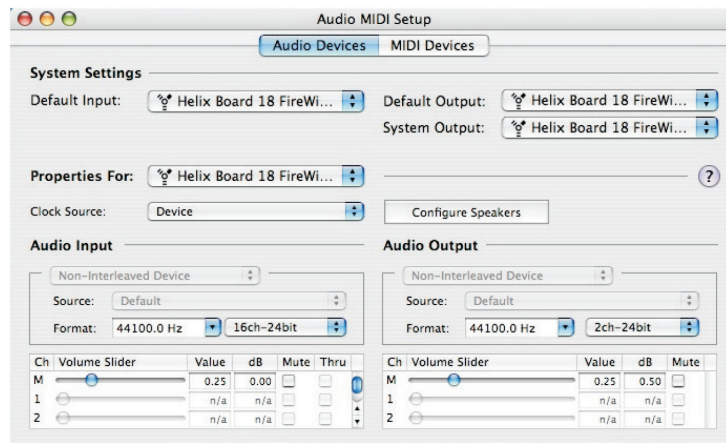 Audio MIDI Setup
Audio Devices MIDI Devices
System Settings
Default Input: Helix Board 18 FireWi... Default Output: Helix Board 18 FireWi...
System Output: Helix Board 18 FireWi...
Properties For: Helix Board 18 FireWi... ?
Clock Source: Device Configure Speakers
Audio Input Audio Output
Non-Interleaved Device Non-Interleaved Device
Source: Default Source: Default
Format: 44100.0 Hz 16ch-24bit Format: 44100.0 Hz 2ch-24bit
Ch Volume Slider Value dB Mute Thru Ch Volume Slider Value dB Mute
M 0.25 0.00 M 0.25 0.50
1 n/a n/a 1 n/a n/a
2 n/a n/a 2 n/a n/a